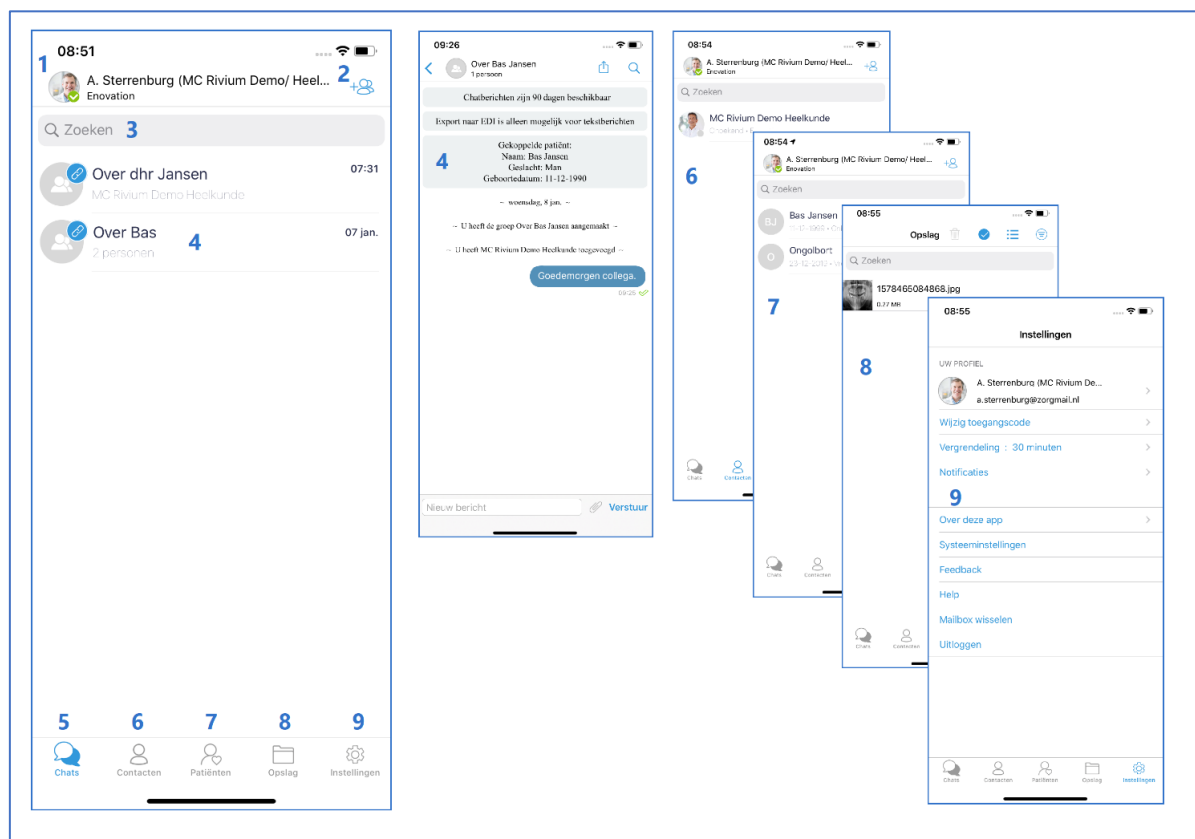 08:51
1
A. Sterrenburg (MC Rivium Demo/ Heel...
2
Enovation
Zoeken
3
Over dhr Jansen
07:31
MC Rivium Demo Heelkunde
Over Bas
07 jan.
2 personen
4
5
6
7
8
9
Chats
Contacten
Patiënten
Opslag
Instellingen
09:26
Over Bas Jansen
1 persoon
Chatberichten zijn 90 dagen beschikbaar
Export naar EDI is alleen mogelijk voor tekstberichten
4
Gekoppelde patiënt:
Naam: Bas Jansen
Geslacht: Man
Geboortedatum: 11-12-1990
~ woensdag, 8 jan. ~
~ U heeft de groep Over Bas Jansen aangemaakt ~
~ U heeft MC Rivium Demo Heelkunde toegevoegd ~
Goedemorgen collega.
09:25
Nieuw bericht
Verstuur
08:54
A. Sterrenburg (MC Rivium Demo/ Heel...
Enovation
Zoeken
MC Rivium Demo Heelkunde
6
Chats
Contacten
08:54
A. Sterrenburg (MC Rivium Demo/ Heel...
Enovation
Zoeken
BJ
Bas Jansen
O
Ongolbort
7
Chats
Contacten
08:55
Opslag
Zoeken
1578465084868.jpg
0.77 MB
8
Chats
Contacten
08:55
Instellingen
UW PROFIEL
A. Sterrenburg (MC Rivium De...
a.sterrenburg@zorgmail.nl
Wijzig toegangscode
Vergrendeling : 30 minuten
Notificaties
9
Over deze app
Systeeminstellingen
Feedback
Help
Mailbox wisselen
Uitloggen
Chats
Contacten
Patiënten
Opslag
Instellingen